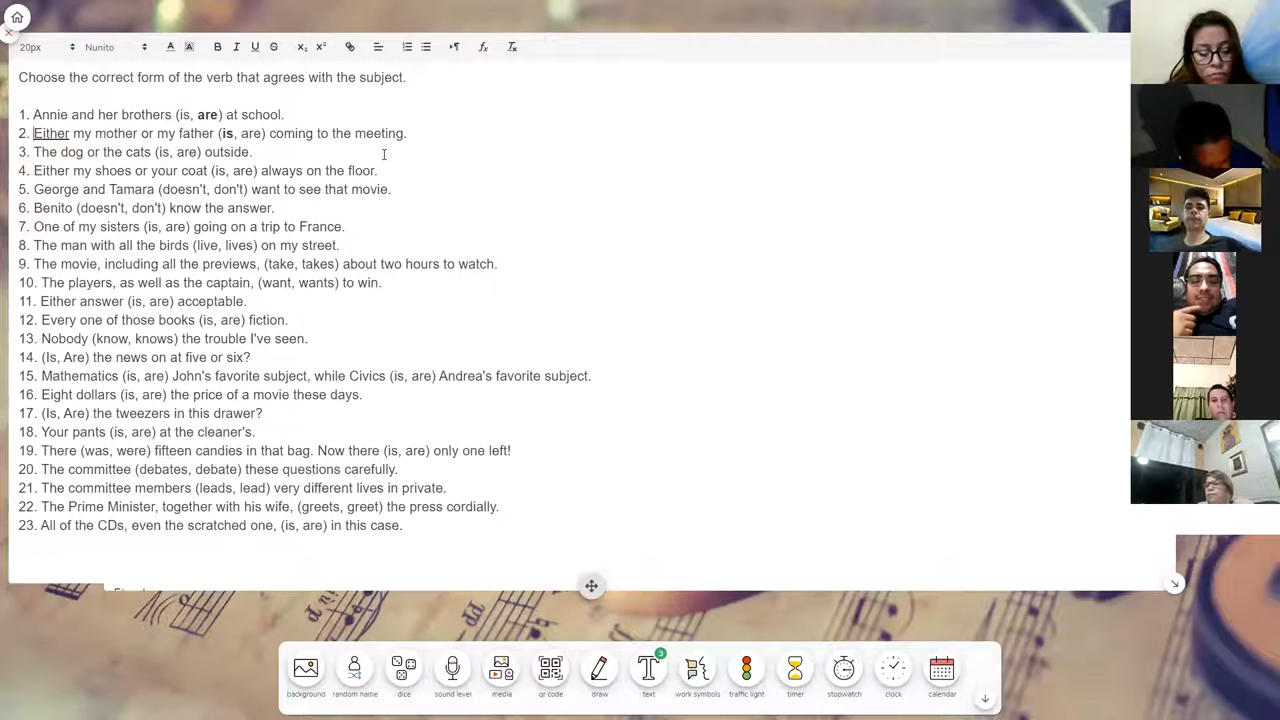 20px Nunito
Choose the correct form of the verb that agrees with the subject.
1. Annie and her brothers (is, are) at school.
2. Either my mother or my father (is, are) coming to the meeting.
3. The dog or the cats (is, are) outside.
4. Either my shoes or your coat (is, are) always on the floor.
5. George and Tamara (doesn't, don't) want to see that movie.
6. Benito (doesn't, don't) know the answer.
7. One of my sisters (is, are) going on a trip to France.
8. The man with all the birds (live, lives) on my street.
9. The movie, including all the previews, (take, takes) about two hours to watch.
10. The players, as well as the captain, (want, wants) to win.
11. Either answer (is, are) acceptable.
12. Every one of those books (is, are) fiction.
13. Nobody (know, knows) the trouble I've seen.
14. (Is, Are) the news on at five or six?
15. Mathematics (is, are) John's favorite subject, while Civics (is, are) Andrea's favorite subject.
16. Eight dollars (is, are) the price of a movie these days.
17. (Is, Are) the tweezers in this drawer?
18. Your pants (is, are) at the cleaner's.
19. There (was, were) fifteen candies in that bag. Now there (is, are) only one left!
20. The committee (debates, debate) these questions carefully.
21. The committee members (leads, lead) very different lives in private.
22. The Prime Minister, together with his wife, (greets, greet) the press cordially.
23. All of the CDs, even the scratched one, (is, are) in this case.
3
background random name dice sound level media qr code draw text work symbols traffic light timer stopwatch clock calendar